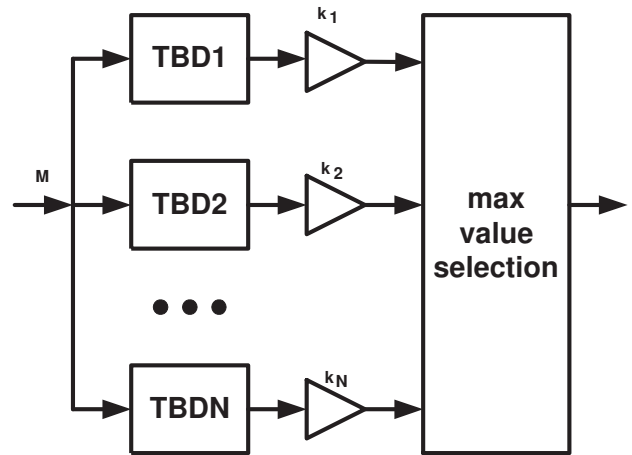 k1
TBD1
M
k2
TBD2
max
value
selection
kN
TBDN